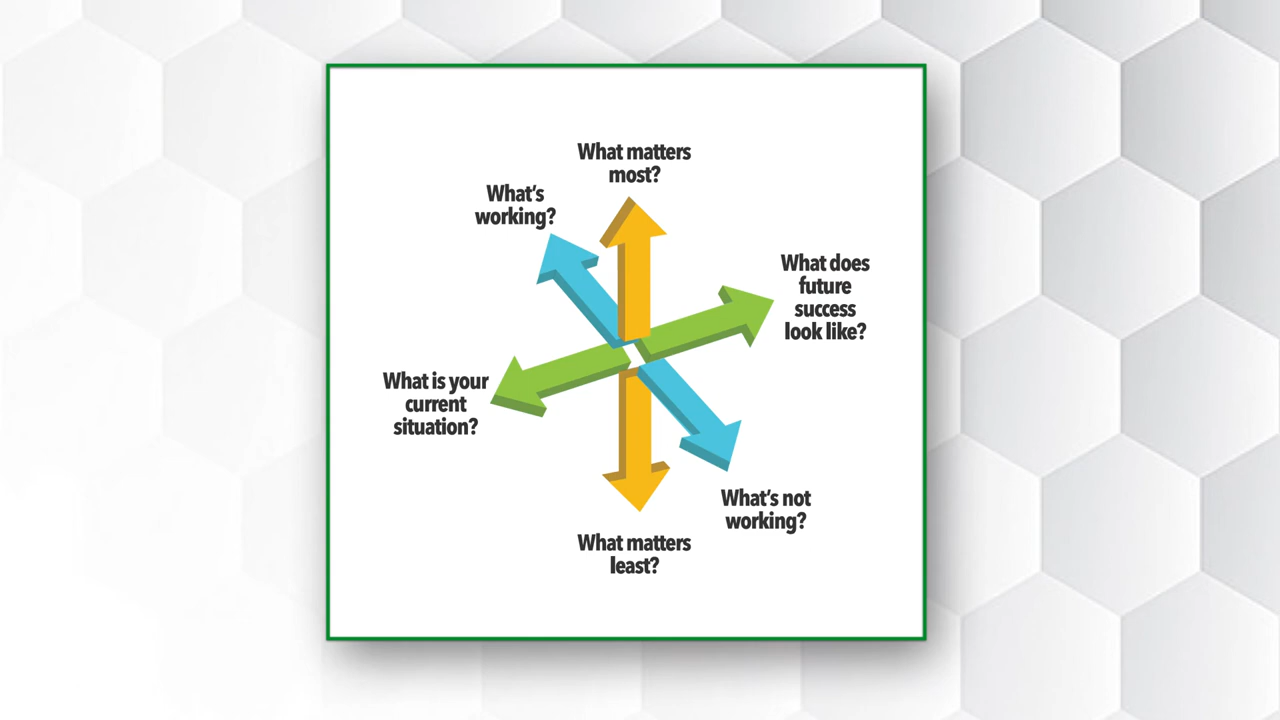 What matters
most?
What's
working?
What does
future
success
look like?
What is your
current
situation?
What's not
working?
What matters
least?